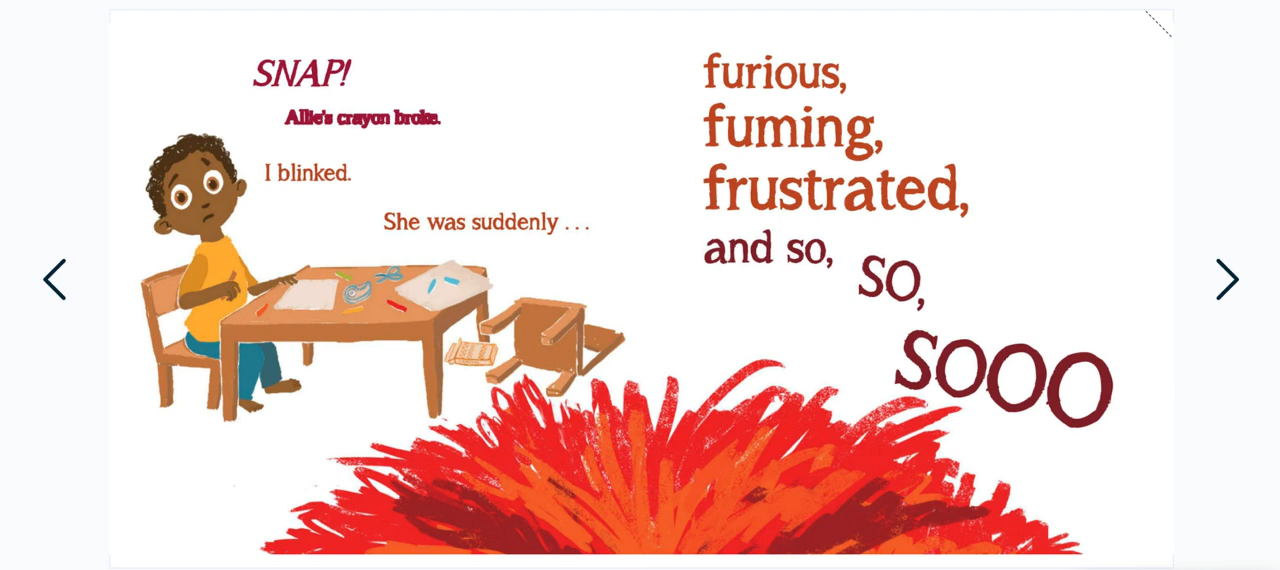 SNAP!
Allie's crayon broke.
I blinked.
She was suddenly . . .
furious,
fuming,
frustrated,
and so,
SO,
SOOO